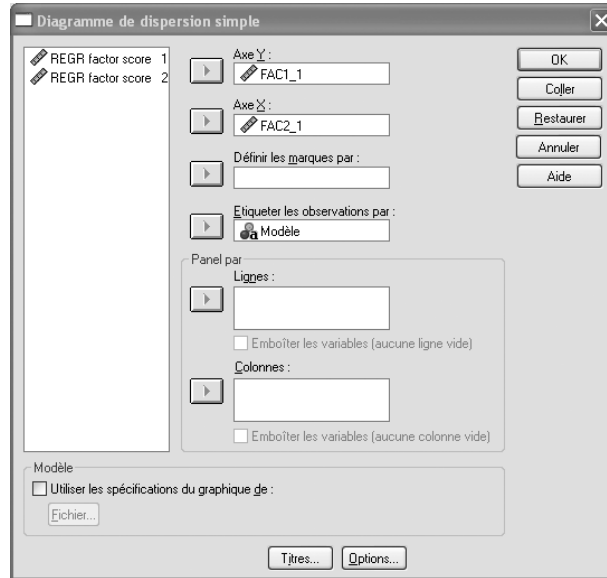 Diagramme de dispersion simple
REGR factor score 1
REGR factor score 2
Axe Y :
FAC1_1
Axe X :
FAC2_1
Définir les marques par :
Etiqueter les observations par :
a Modèle
Panel par
Lignes :
Emboîter les variables (aucune ligne vide)
Colonnes :
Emboîter les variables (aucune colonne vide)
OK
Coller
Restaurer
Annuler
Aide
Modèle
Utiliser les spécifications du graphique de :
Fichier...
Titres...
Options...